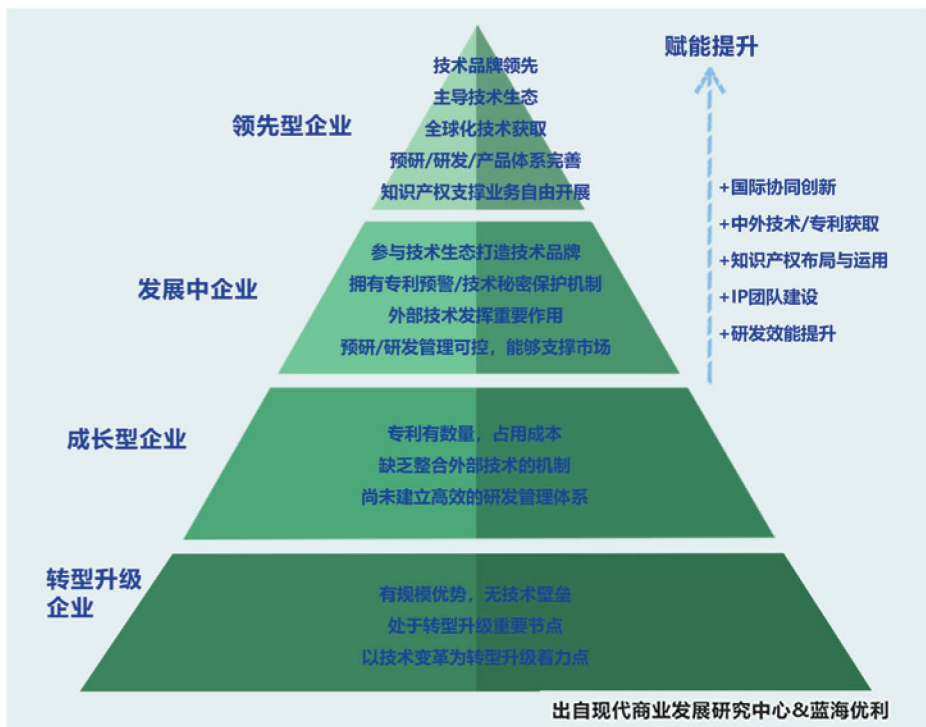 赋能提升
领先型企业
技术品牌领先
主导技术生态
全球化技术获取
预研/研发/产品体系完善
知识产权支撑业务自由开展
+国际协同创新
+中外技术/专利获取
+知识产权布局与运用
+IP团队建设
+研发效能提升
发展中企业
参与技术生态打造技术品牌
拥有专利预警/技术秘密保护机制
外部技术发挥重要作用
预研/研发管理可控，能够支撑市场
成长型企业
专利有数量，占用成本
缺乏整合外部技术的机制
尚未建立高效的研发管理体系
转型升级
企业
有规模优势，无技术壁垒
处于转型升级重要节点
以技术变革为转型升级着力点
出自现代商业发展研究中心&蓝海优利